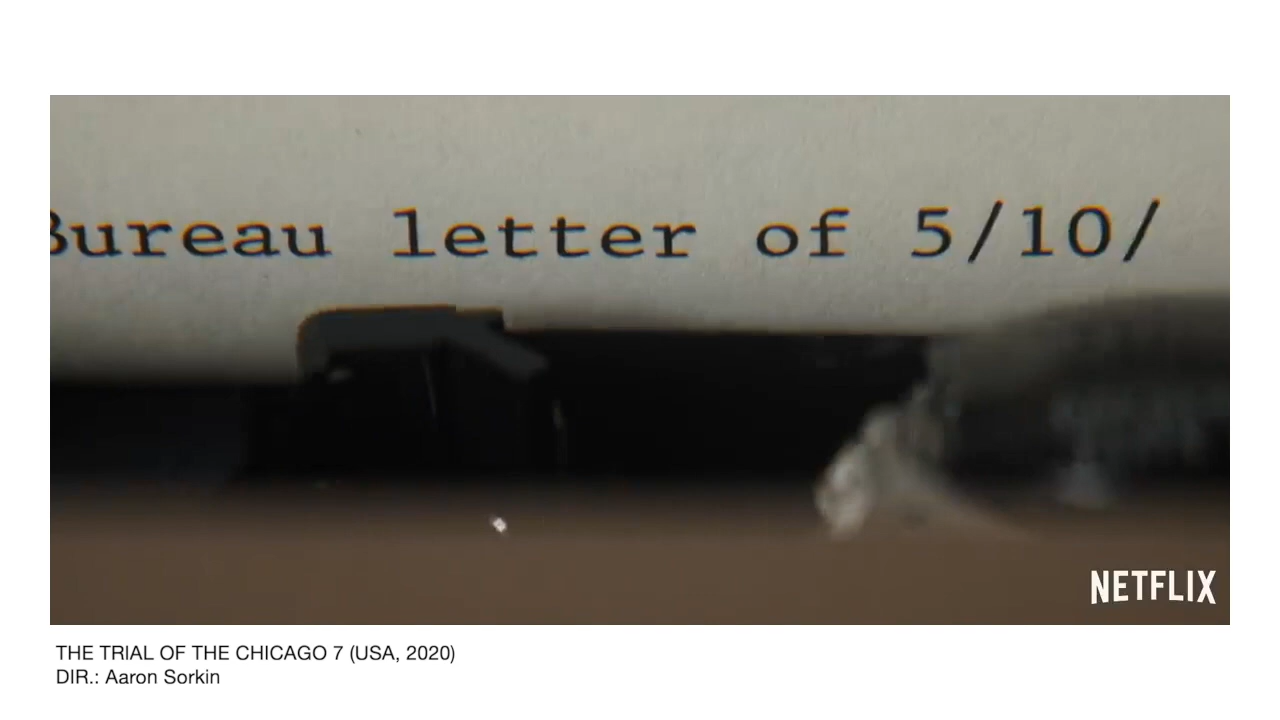 Bureau letter of 5/10/
NETFLIX
THE TRIAL OF THE CHICAGO 7 (USA, 2020)
DIR.: Aaron Sorkin